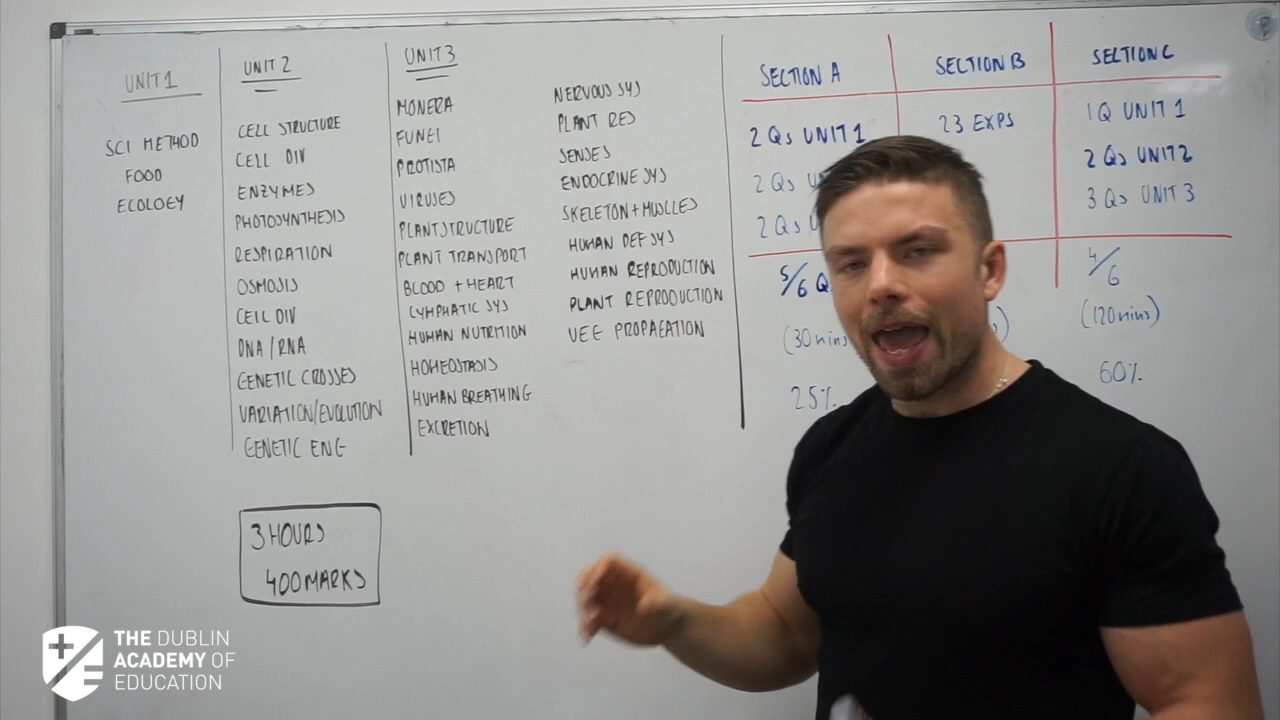 UNIT 1
SCI METHOD
FOOD
ECOLOGY
UNIT 2
CELL STRUCTURE
CELL DIV
ENZYMES
PHOTOSYNTHESIS
RESPIRATION
OSMOSIS
CELL DIV
DNA/RNA
GENETIC CROSSES
VARIATION/EVOLUTION
GENETIC ENG
UNIT 3
MONERA
FUNGI
PROTISTA
VIRUSES
PLANT STRUCTURE
PLANT TRANSPORT
BLOOD + HEART
LYMPHATIC SYS
HUMAN NUTRITION
HOMEOSTASIS
HUMAN BREATHING
EXCRETION
NERVOUS SYS
PLANT RES
SENSES
ENDOCRINE SYS
SKELETON + MUSCLES
HUMAN DEF SYS
HUMAN REPRODUCTION
PLANT REPRODUCTION
VEG PROPAGATION
SECTION A
2 Qs UNIT 1
2 Qs
2 Qs
5/6 Q
(30 mins
25%
SECTION B
23 EXPS
SECTION C
1 Q UNIT 1
2 Qs UNIT 2
3 Qs UNIT 3
4/6
(120 mins)
60%
3 HOURS
400 MARKS
THE DUBLIN
ACADEMY OF
EDUCATION